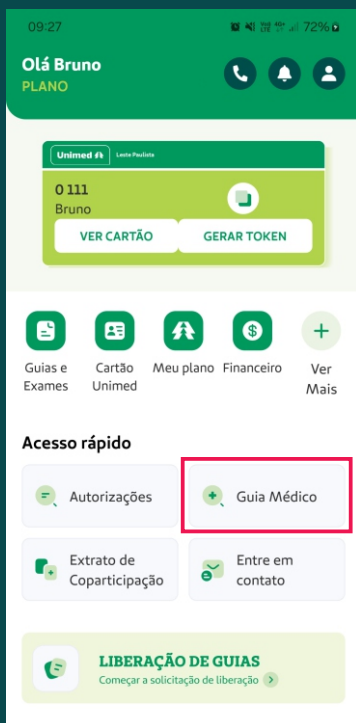 09:27 72%
Olá Bruno
PLANO
Unimed Leste Paulista
0 111
Bruno
VER CARTÃO GERAR TOKEN
Guias e Exames
Cartão Unimed
Meu plano
Financeiro
Ver Mais
Acesso rápido
Autorizações
Guia Médico
Extrato de
Coparticipação
Entre em
contato
LIBERAÇÃO DE GUIAS
Começar a solicitação de liberação